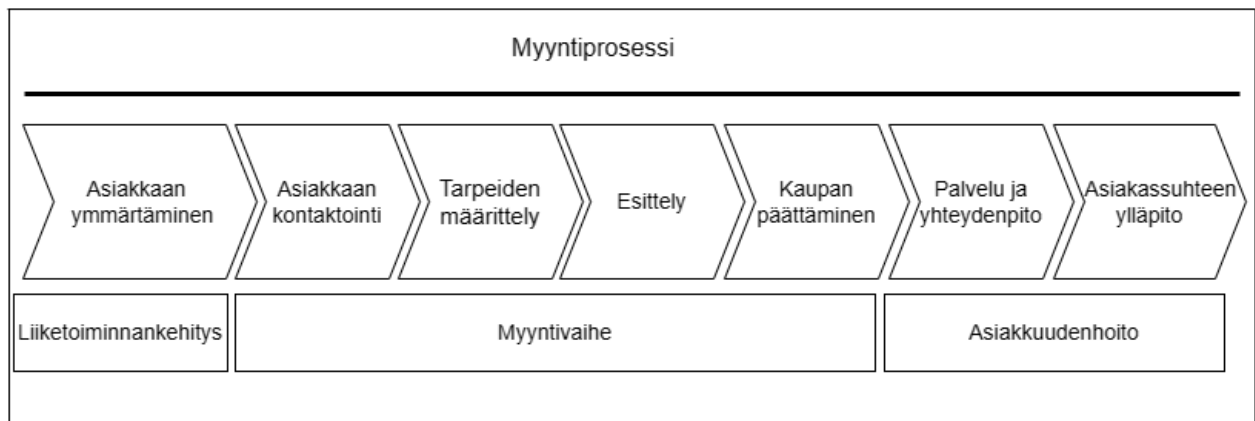 Myyntiprosessi
Asiakkaan
ymmärtäminen
Asiakkaan
kontaktointi
Tarpeiden
määrittely
Esittely
Kaupan
päättäminen
Palvelu ja
yhteydenpito
Asiakassuhteen
ylläpito
Liiketoiminnankehitys
Myyntivaihe
Asiakkuudenhoito